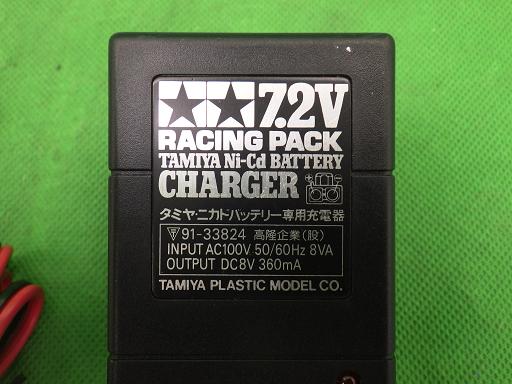 7.2V
RACING PACK
TAMIYA Ni-Cd BATTERY
CHARGER
タミヤ・ニカドバッテリー専用充電器
91-33824 高隆企業(股)
INPUT AC100V 50/60Hz 8VA
OUTPUT DC8V 360mA
TAMIYA PLASTIC MODEL CO.